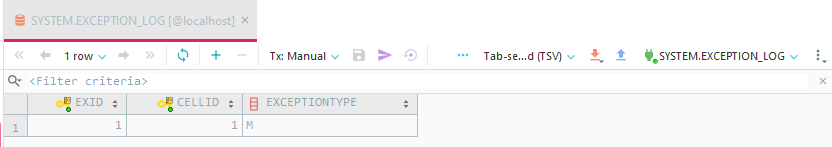 SYSTEM.EXCEPTION_LOG [@localhost]
1 row Tx: Manual Tab-se...d (TSV) SYSTEM.EXCEPTION_LOG
<Filter criteria>
EXID CELLID EXCEPTIONTYPE
1 1 1 M